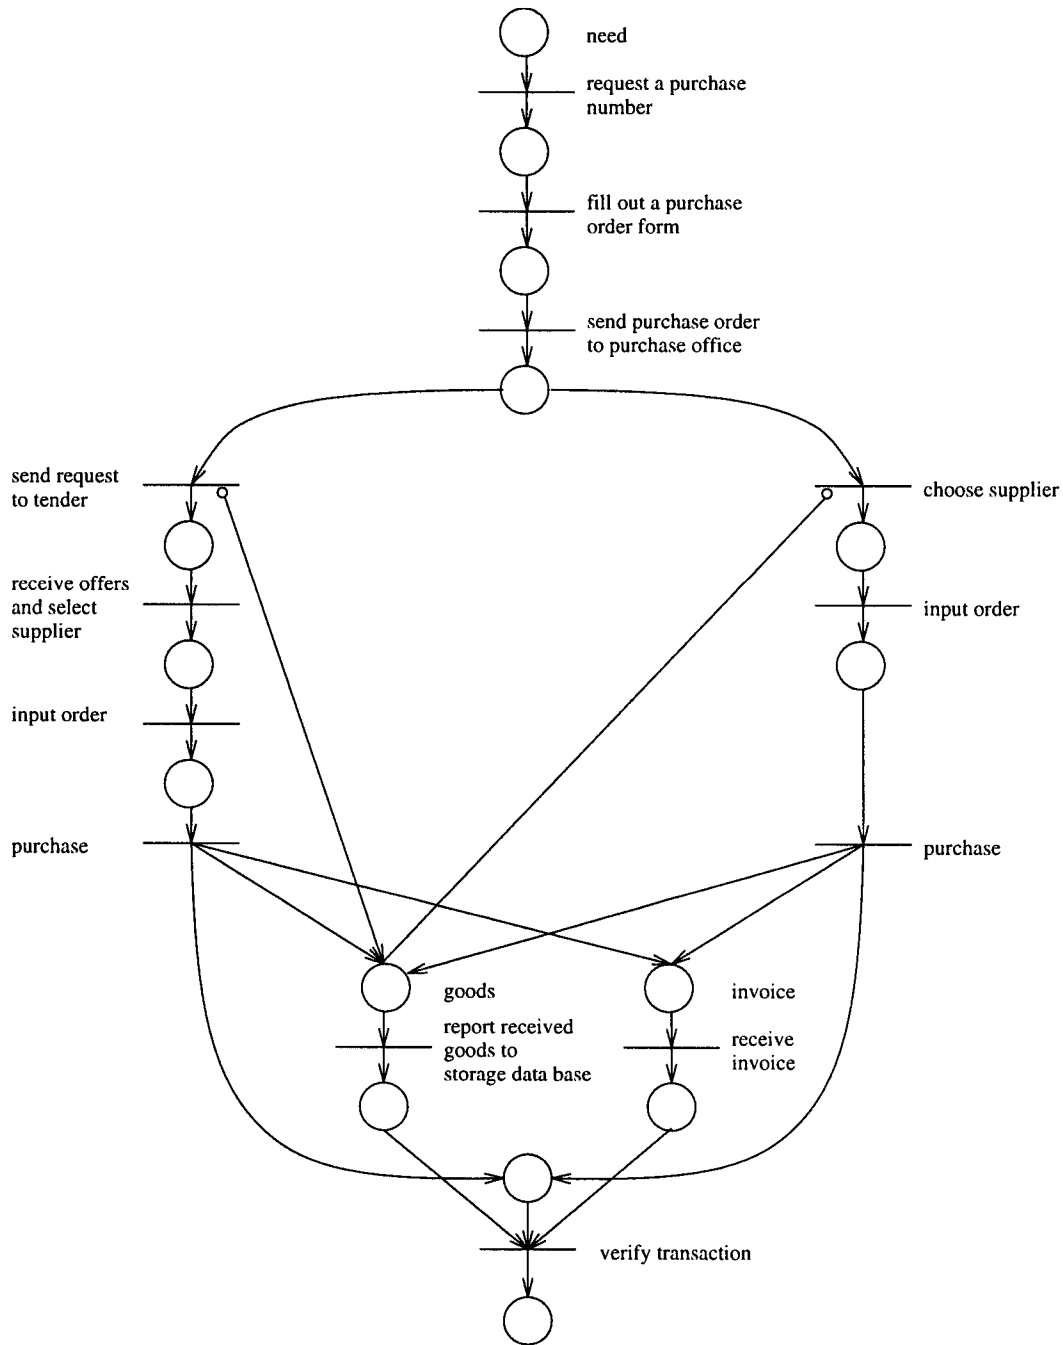 need
request a purchase
number
fill out a purchase
order form
send purchase order
to purchase office
send request
to tender
choose supplier
receive offers
and select
supplier
input order
input order
purchase
purchase
goods
invoice
report received
goods to
storage data base
receive
invoice
verify transaction